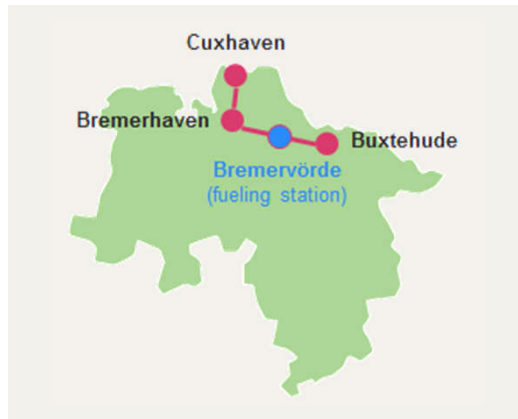 Cuxhaven
Bremerhaven
Buxtehude
Bremervörde
(fueling station)